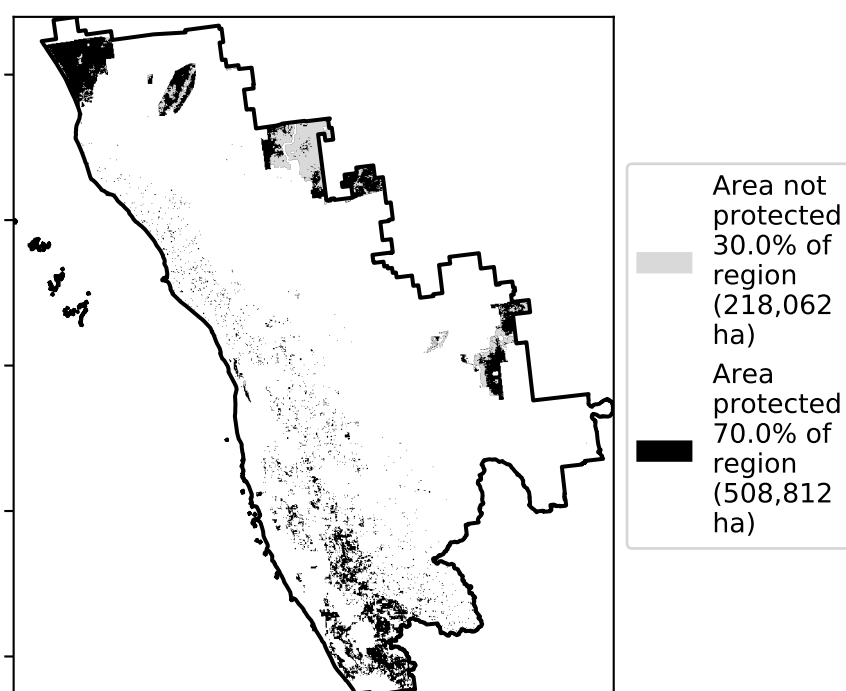 Area not
protected
30.0% of
region
(218,062
ha)
Area
protected
70.0% of
region
(508,812
ha)